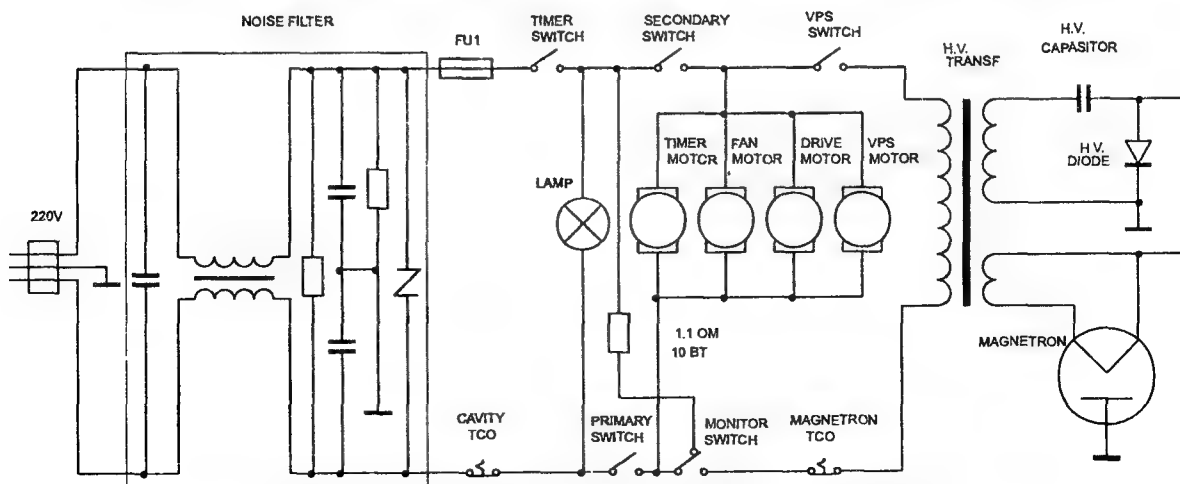 NOISE FILTER
FU1
TIMER
SWITCH
SECONDARY
SWITCH
VPS
SWITCH
H.V.
TRANSF
H.V.
CAPASITOR
H.V.
DIODE
TIMER
MOTCR
FAN
MOTOR
DRIVE
MOTOR
VPS
MOTOR
LAMP
220V
1.1 OM
10 BT
MAGNETRON
CAVITY
TCO
PRIMARY
SWITCH
MONITOR
SWITCH
MAGNETRON
TCO